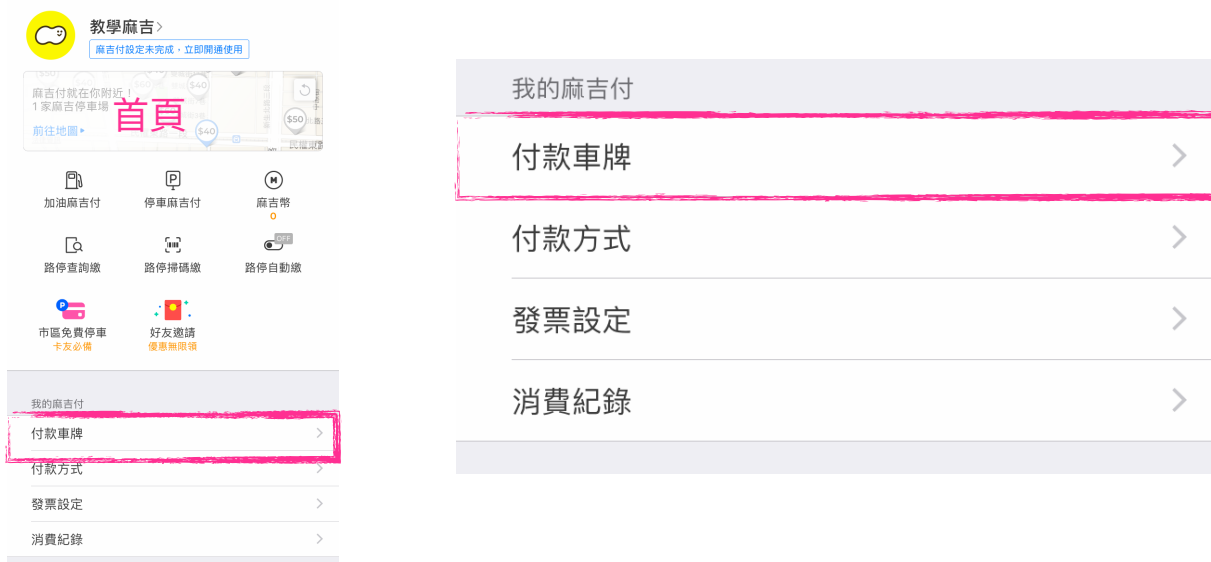 教學麻吉>
麻吉付設定未完成，立即開通使用
麻吉付就在你附近！
1 家麻吉停車場
首頁
前往地圖
$40
$40
$50
加油麻吉付
停車麻吉付
麻吉幣
0
路停查詢繳
路停掃碼繳
路停自動繳
OFF
市區免費停車
卡友必備
好友邀請
優惠無限領
我的麻吉付
付款車牌
付款方式
發票設定
消費紀錄
我的麻吉付
付款車牌
付款方式
發票設定
消費紀錄